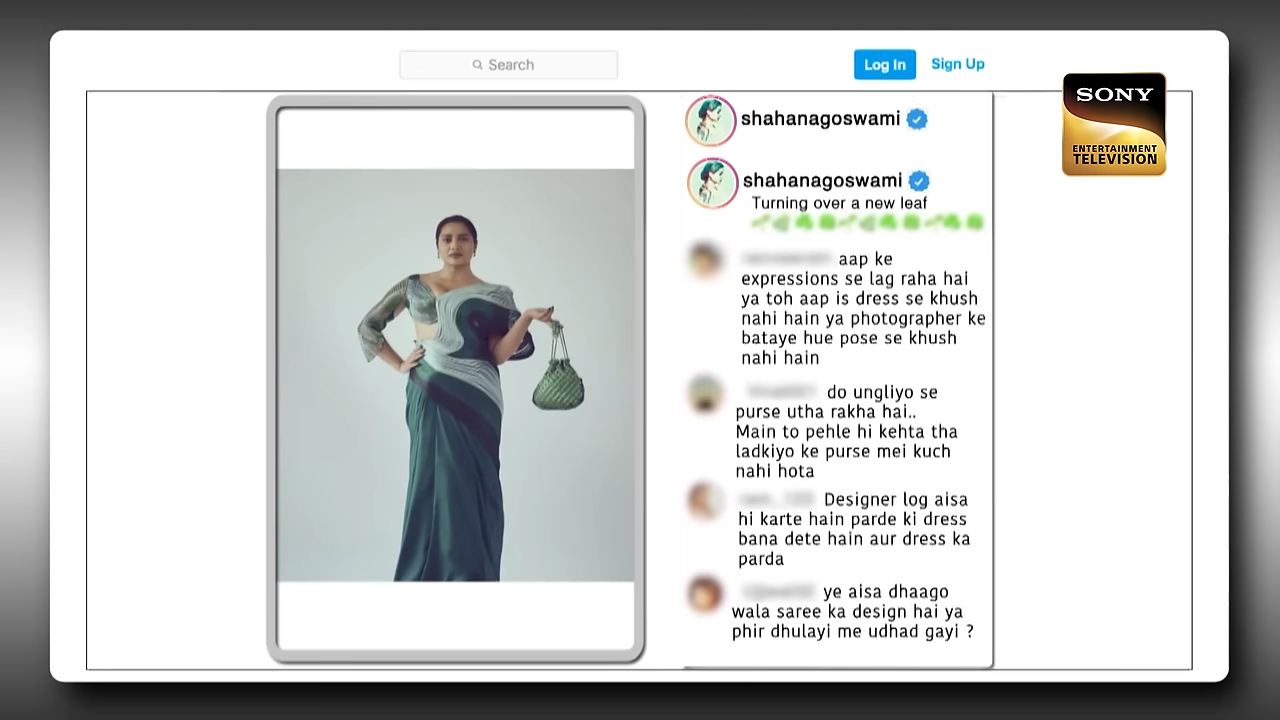 Search
Log In
Sign Up
SONY
ENTERTAINMENT
TELEVISION
shahanagoswami
shahanagoswami
Turning over a new leaf
aap ke
expressions se lag raha hai
ya toh aap is dress se khush
nahi hain ya photographer ke
bataye hue pose se khush
nahi hain
do ungliyo se
purse utha rakha hai..
Main to pehle hi kehta tha
ladkiyo ke purse mei kuch
nahi hota
Designer log aisa
hi karte hain parde ki dress
bana dete hain aur dress ka
parda
ye aisa dhaago
wala saree ka design hai ya
phir dhulayi me udhad gayi ?